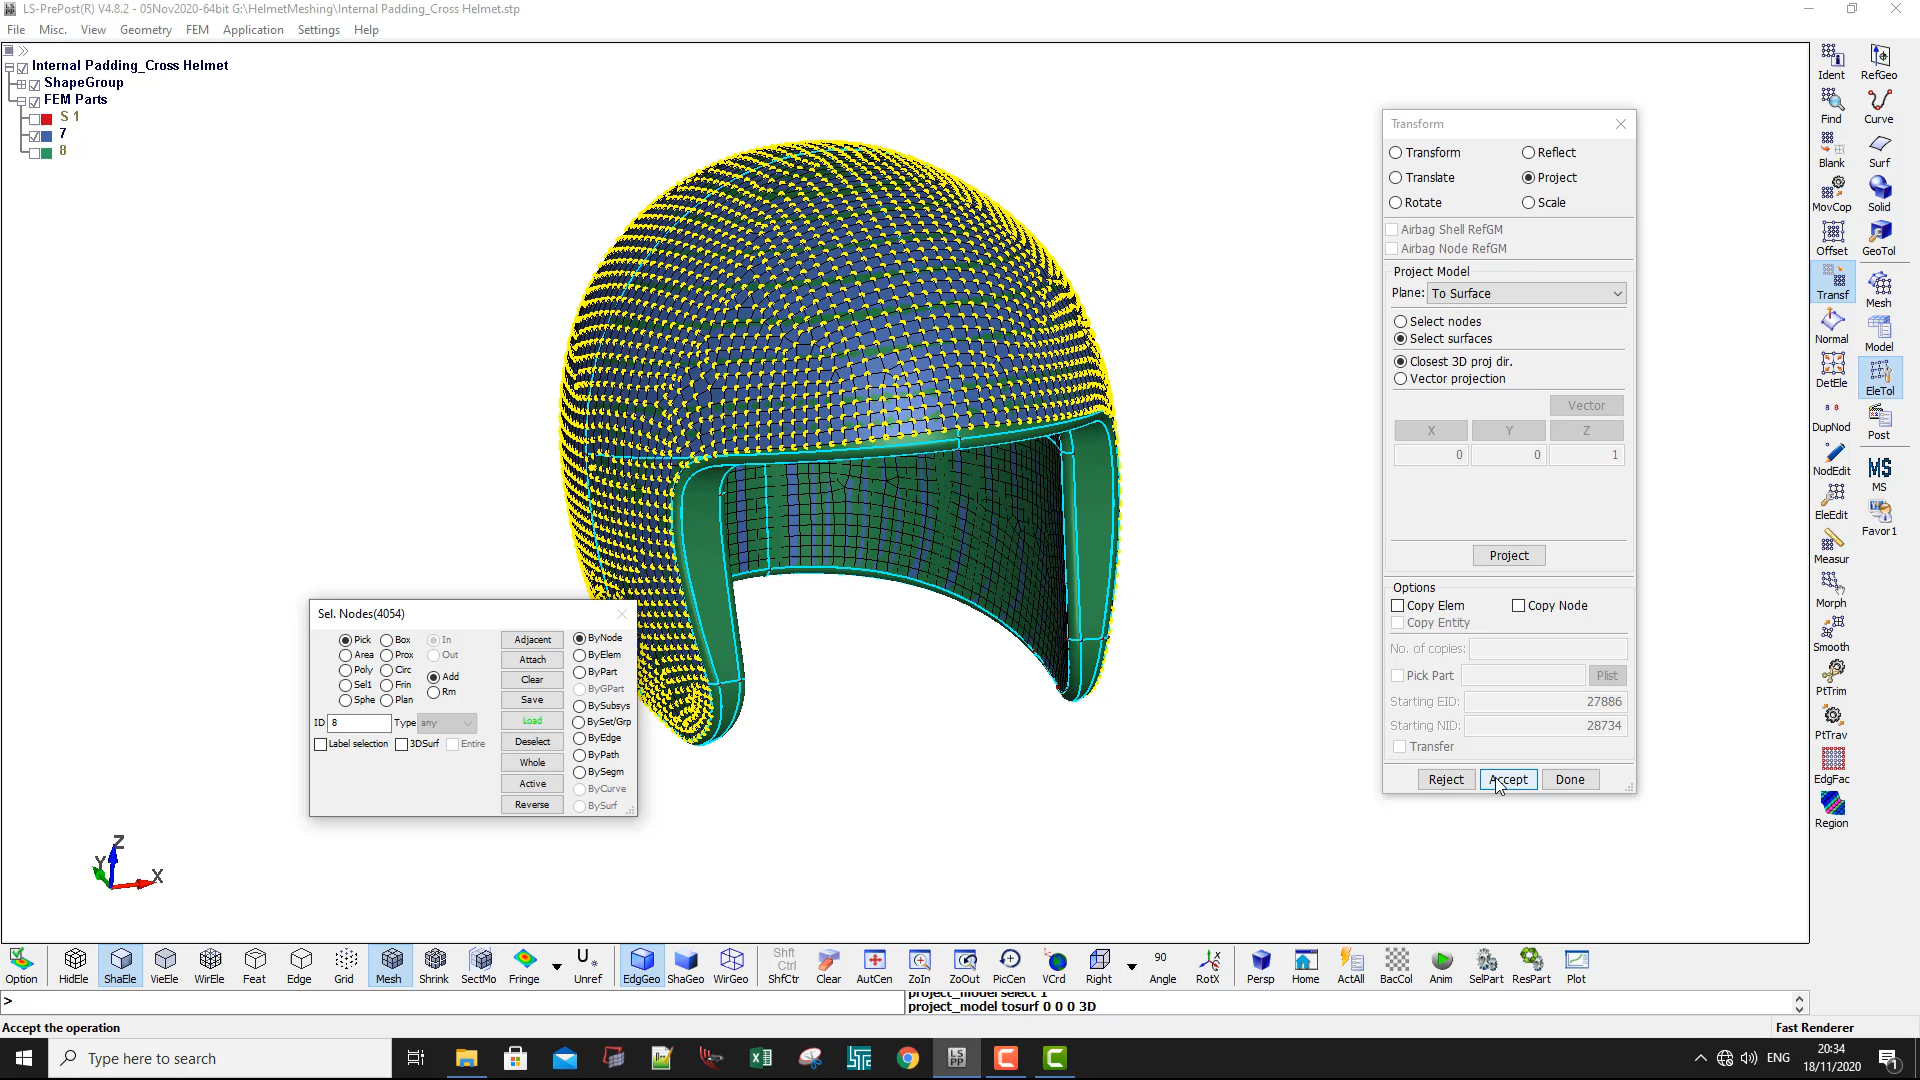 LS-PrePost(R) V4.8.2 - 05Nov2020-64bit G:\HelmetMeshing\Internal Padding_Cross Helmet.stp
File Misc. View Geometry FEM Application Settings Help
Internal Padding_Cross Helmet
ShapeGroup
FEM Parts
S 1
7
8
Transform
Transform Reflect
Translate Project
Rotate Scale
Airbag Shell RefGM
Airbag Node RefGM
Project Model
Plane: To Surface
Select nodes
Select surfaces
Closest 3D proj dir.
Vector projection
Vector
X Y Z
0 0 1
Project
Options
Copy Elem Copy Node
Copy Entity
No. of copies:
Pick Part Plist
Starting EID: 27886
Starting NID: 28734
Transfer
Reject Accept Done
Sel. Nodes(4054)
Pick Box In Adjacent ByNode
Area Prox Out Attach ByElem
Poly Circ Add Clear ByPart
Sel1 Frin Rm Save ByGPart
Sphe Plan Load BySubsys
ID 8 Type any Deselect BySet/Grp
Label selection 3DSurf Entire Whole ByEdge
Active ByPath
Reverse BySegm
ByCurve
BySurf
Ident RefGeo
Find Curve
Blank Surf
MovCop Solid
Offset GeoTol
Transf Mesh
Normal Model
DetEle EleTol
DupNod Post
NodEdit MS
MS
EleEdit Favor1
Measur
Morph
Smooth
PtTrim
PtTrav
EdgFac
Region
Z
Y
X
Shft
Ctrl
U
90
Option HidEle ShaEle VieEle WirEle Feat Edge Grid Mesh Shrink SectMo Fringe Unref EdgGeo ShaGeo WirGeo ShfCtr Clear AutCen ZoIn ZoOut PicCen VCrd Right Angle RotX Persp Home ActAll BacCol Anim SelPart ResPart Plot
>
project_model select 1
project_model tosurf 0 0 0 3D
Accept the operation Fast Renderer
Type here to search
LS
PP
ENG
20:34
18/11/2020
1